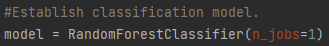 #Establish classification model.
model = RandomForestClassifier(n_jobs=1)